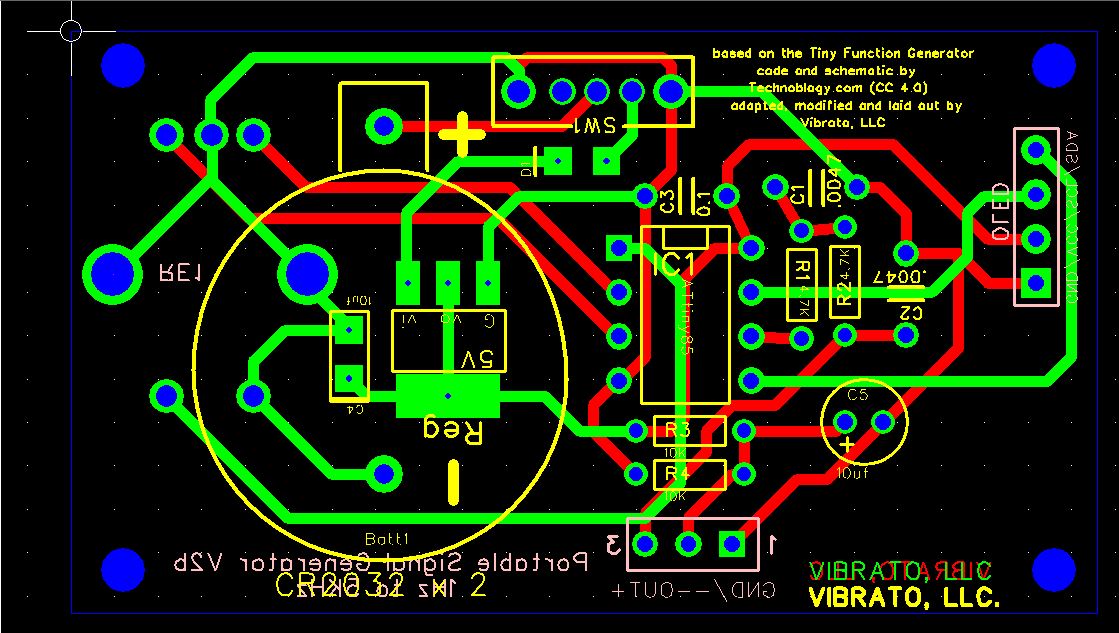 based on the Tiny Function Generator
code and schematic by
Technoblogy.com (CC 4.0)
adapted, modified and laid out by
Vibrato, LLC
SW1
+
D1
C3
0.1
C1
.0047
GND/VCC/SCL/SDA
OLED
RE1
IC1
ATTiny85
R1
4.7K
R2
4.7K
.0047
C2
10uf
Vi
Vo
G
5V
C4
Reg
C5
+
10uf
R3
10K
R4
10K
Batt1
3
1
Portable Signal Generator V2b
CR2032 x 2
+OUT--/GND
VIBRATO, LLC
VIBRATO, LLC
VIBRATO, LLC.